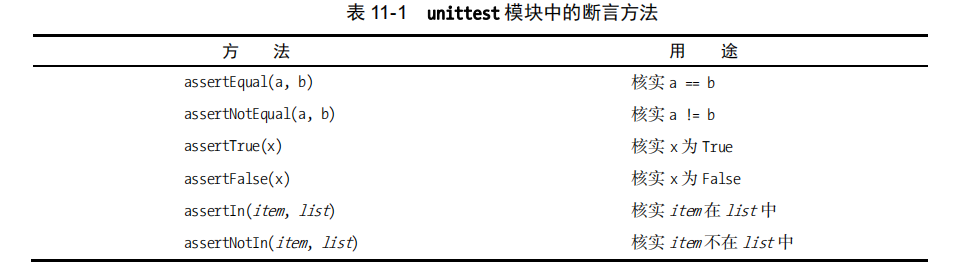 表 11-1 unittest 模块中的断言方法
方 法 用 途
assertEqual(a, b) 核实 a == b
assertNotEqual(a, b) 核实 a != b
assertTrue(x) 核实 x 为 True
assertFalse(x) 核实 x 为 False
assertIn(item, list) 核实 item 在 list 中
assertNotIn(item, list) 核实 item 不在 list 中